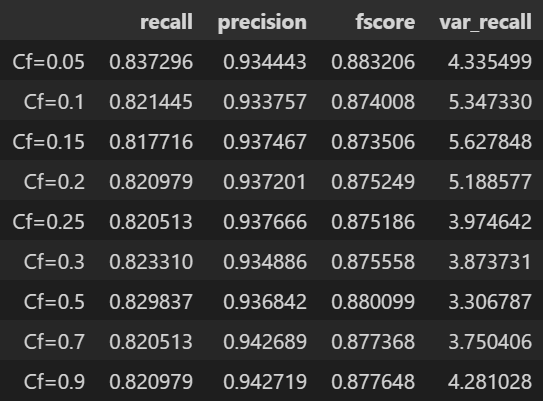 recall precision fscore var_recall
Cf=0.05 0.837296 0.934443 0.883206 4.335499
Cf=0.1 0.821445 0.933757 0.874008 5.347330
Cf=0.15 0.817716 0.937467 0.873506 5.627848
Cf=0.2 0.820979 0.937201 0.875249 5.188577
Cf=0.25 0.820513 0.937666 0.875186 3.974642
Cf=0.3 0.823310 0.934886 0.875558 3.873731
Cf=0.5 0.829837 0.936842 0.880099 3.306787
Cf=0.7 0.820513 0.942689 0.877368 3.750406
Cf=0.9 0.820979 0.942719 0.877648 4.281028